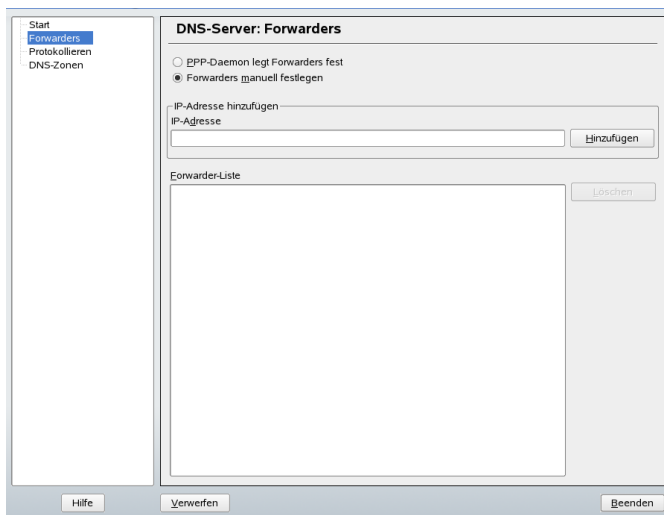 Start
Forwarders
Protokollieren
DNS-Zonen
DNS-Server: Forwarders
PPP-Daemon legt Forwarders fest
Forwarders manuell festlegen
IP-Adresse hinzufügen
IP-Adresse
Hinzufügen
Forwarder-Liste
Löschen
Hilfe
Verwerfen
Beenden